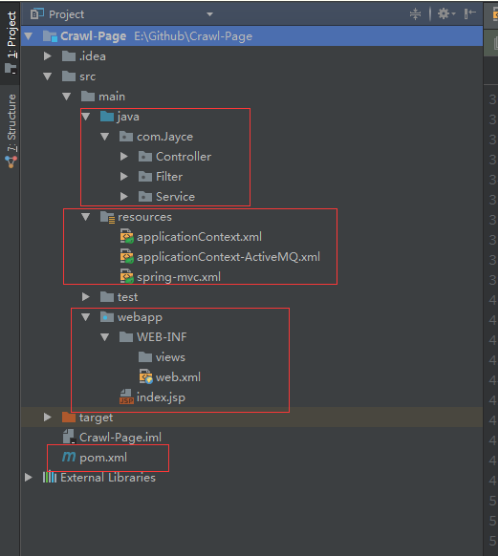 Project
1: Project
7: Structure
Crawl-Page E:\Github\Crawl-Page
.idea
src
main
java
com.Jayce
Controller
Filter
Service
resources
applicationContext.xml
applicationContext-ActiveMQ.xml
spring-mvc.xml
test
webapp
WEB-INF
views
web.xml
index.jsp
target
Crawl-Page.iml
pom.xml
External Libraries